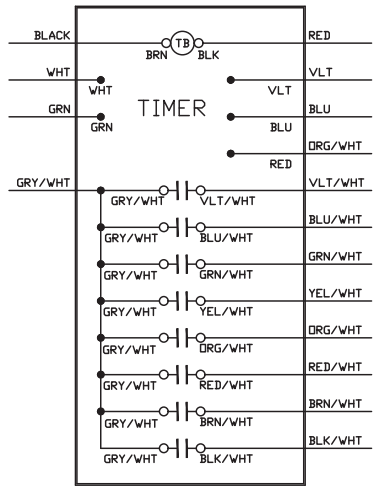 BLACK TB RED
BRN BLK
WHT VLT
WHT VLT
GRN TIMER BLU
GRN BLU
ORG/WHT
RED
GRY/WHT VLT/WHT
GRY/WHT VLT/WHT
BLU/WHT
GRY/WHT BLU/WHT
GRN/WHT
GRY/WHT GRN/WHT
YEL/WHT
GRY/WHT YEL/WHT
ORG/WHT
GRY/WHT ORG/WHT
RED/WHT
GRY/WHT RED/WHT
BRN/WHT
GRY/WHT BRN/WHT
BLK/WHT
GRY/WHT BLK/WHT